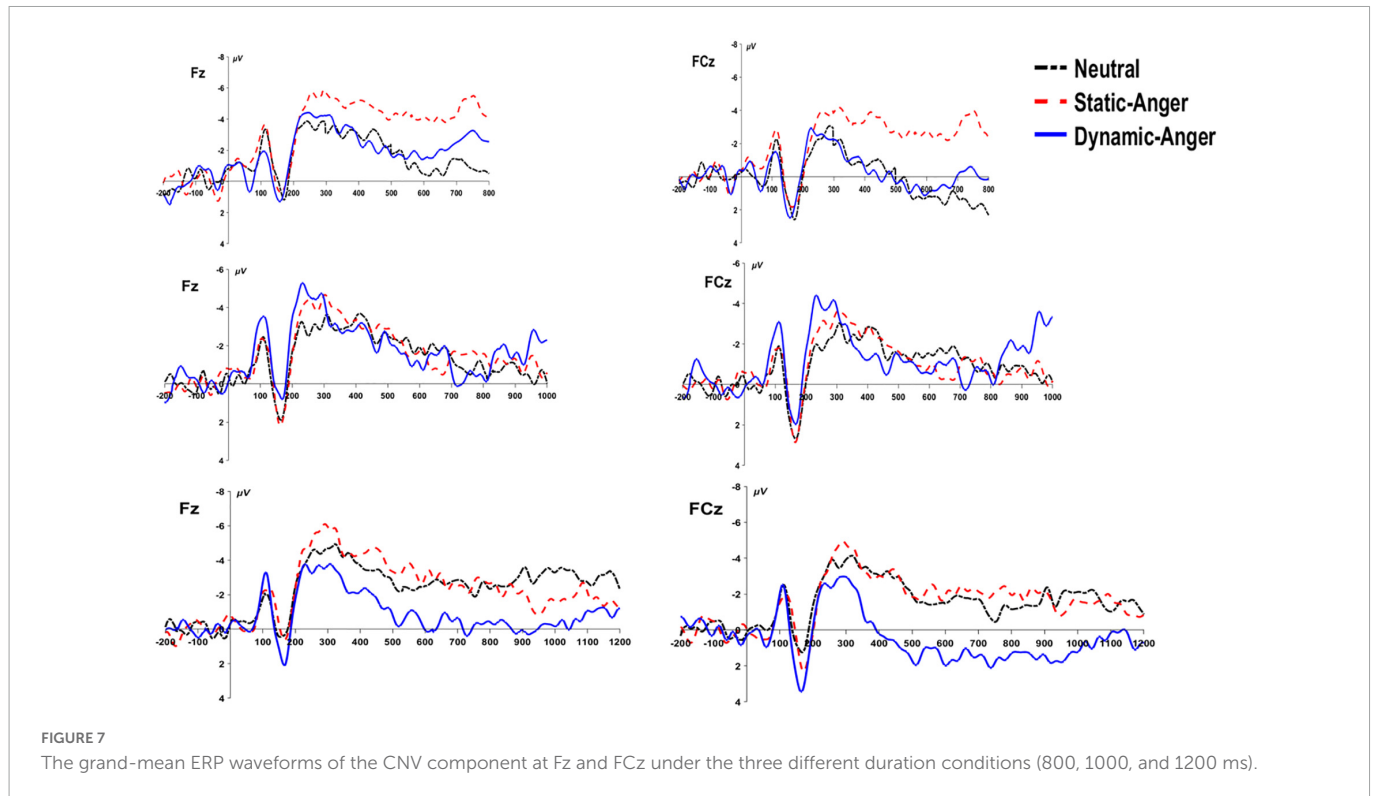 Fz
μV
-8
-6
-4
-2
2
4
-200 -100 100 200 300 400 500 600 700 800
FCz
μV
-8
-6
-4
-2
0
2
4
-200 -100 0 100 200 300 400 500 600 700 800
Neutral
Static-Anger
Dynamic-Anger
Fz
μV
-6
-4
-2
0
2
4
-200 -100 100 200 300 400 500 600 700 800 900 1000
FCz
μV
-6
-4
-2
0
2
4
-200 -100 100 200 300 400 500 600 700 800 900 1000
Fz
μV
-8
-6
-4
-2
0
2
4
-200 -100 100 200 300 400 500 600 700 800 900 1000 1100 1200
FCz
μV
-8
-6
-4
-2
0
2
4
-200 -100 100 200 300 400 500 600 700 800 900 1000 1100 1200
FIGURE 7
The grand-mean ERP waveforms of the CNV component at Fz and FCz under the three different duration conditions (800, 1000, and 1200 ms).